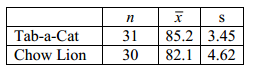 n x̄ s
Tab-a-Cat 31 85.2 3.45
Chow Lion 30 82.1 4.62